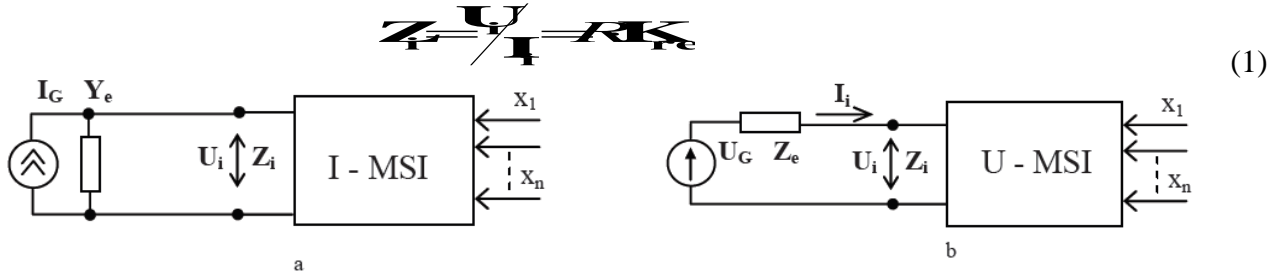 Zi=Ui/Ii=RiKre
(1)
IG Ye
Ui Zi
I - MSI
x1
xn
a
Ii
UG Ze
Ui Zi
U - MSI
x1
xn
b